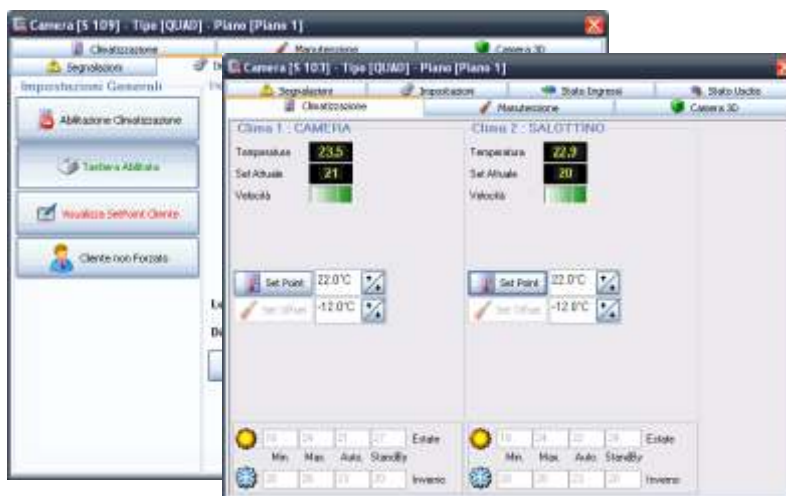 Camera [S 109] - Tipo [QUAD] - Piano [Piano 1]
Climatizzazione
Manutenzione
Camera 3D
Segnalazioni
Impostazioni Generali
Abilitazione Climatizzazione
Tastiera Abilitata
Visualizza SetPoint Cliente
Cliente non Forzato
Camera [S 103] - Tipo [QUAD] - Piano [Piano 1]
Segnalazioni
Impostazioni
Stato Ingressi
Stato Uscite
Climatizzazione
Manutenzione
Camera 3D
Clima 1 : CAMERA
Clima 2 : SALOTTINO
Temperatura 23.5
Temperatura 22.9
Set Attuale 21
Set Attuale 20
Velocità
Velocità
Set Point 22.0°C
Set Point 22.0°C
Set Offset -12.0°C
Set Offset -12.0°C
Estate
Estate
Min. Max. Auto. StandBy
Min. Max. Auto. StandBy
Inverno
Inverno